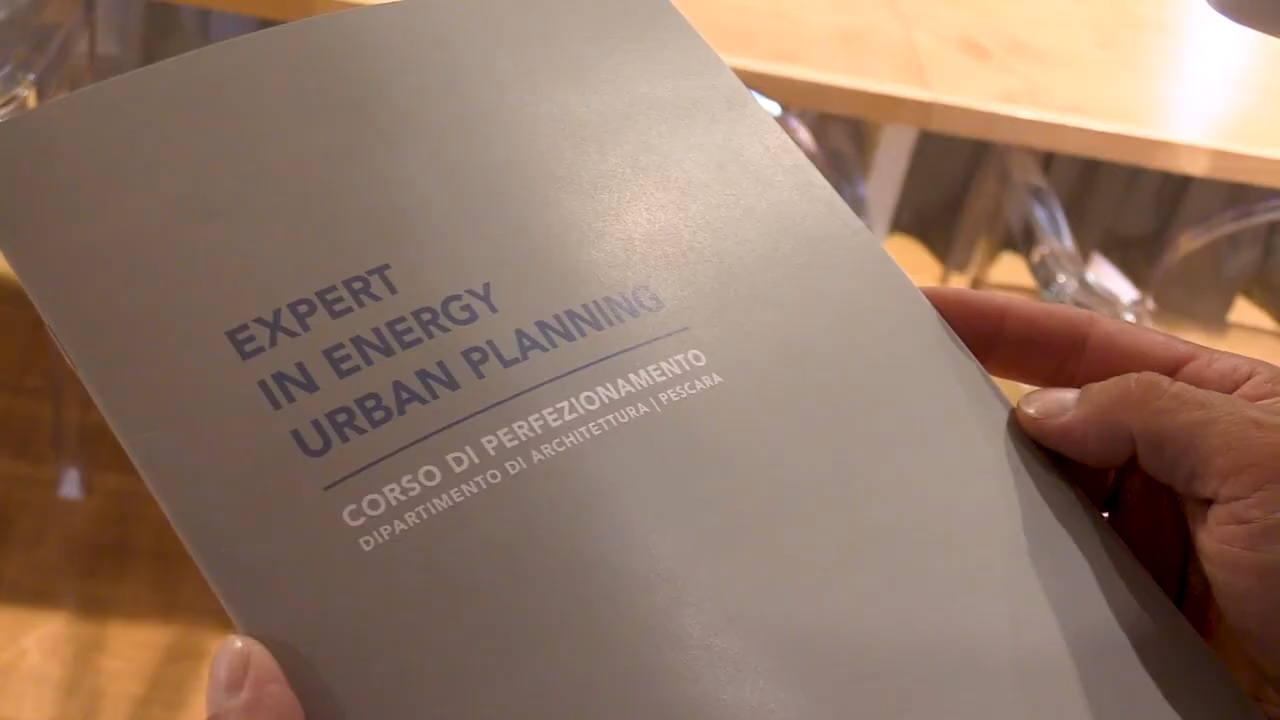 EXPERT
IN ENERGY
URBAN PLANNING
CORSO DI PERFEZIONAMENTO
DIPARTIMENTO DI ARCHITETTURA | PESCARA